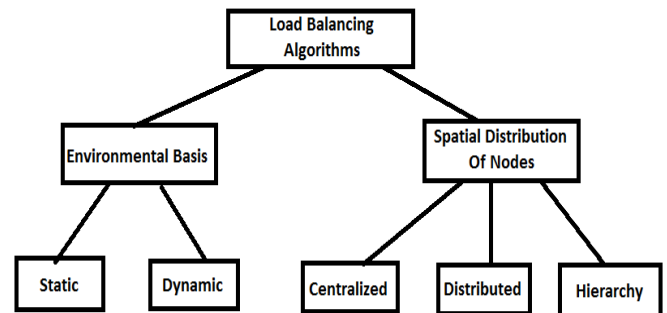 Load Balancing
Algorithms
Environmental Basis
Spatial Distribution
Of Nodes
Static
Dynamic
Centralized
Distributed
Hierarchy